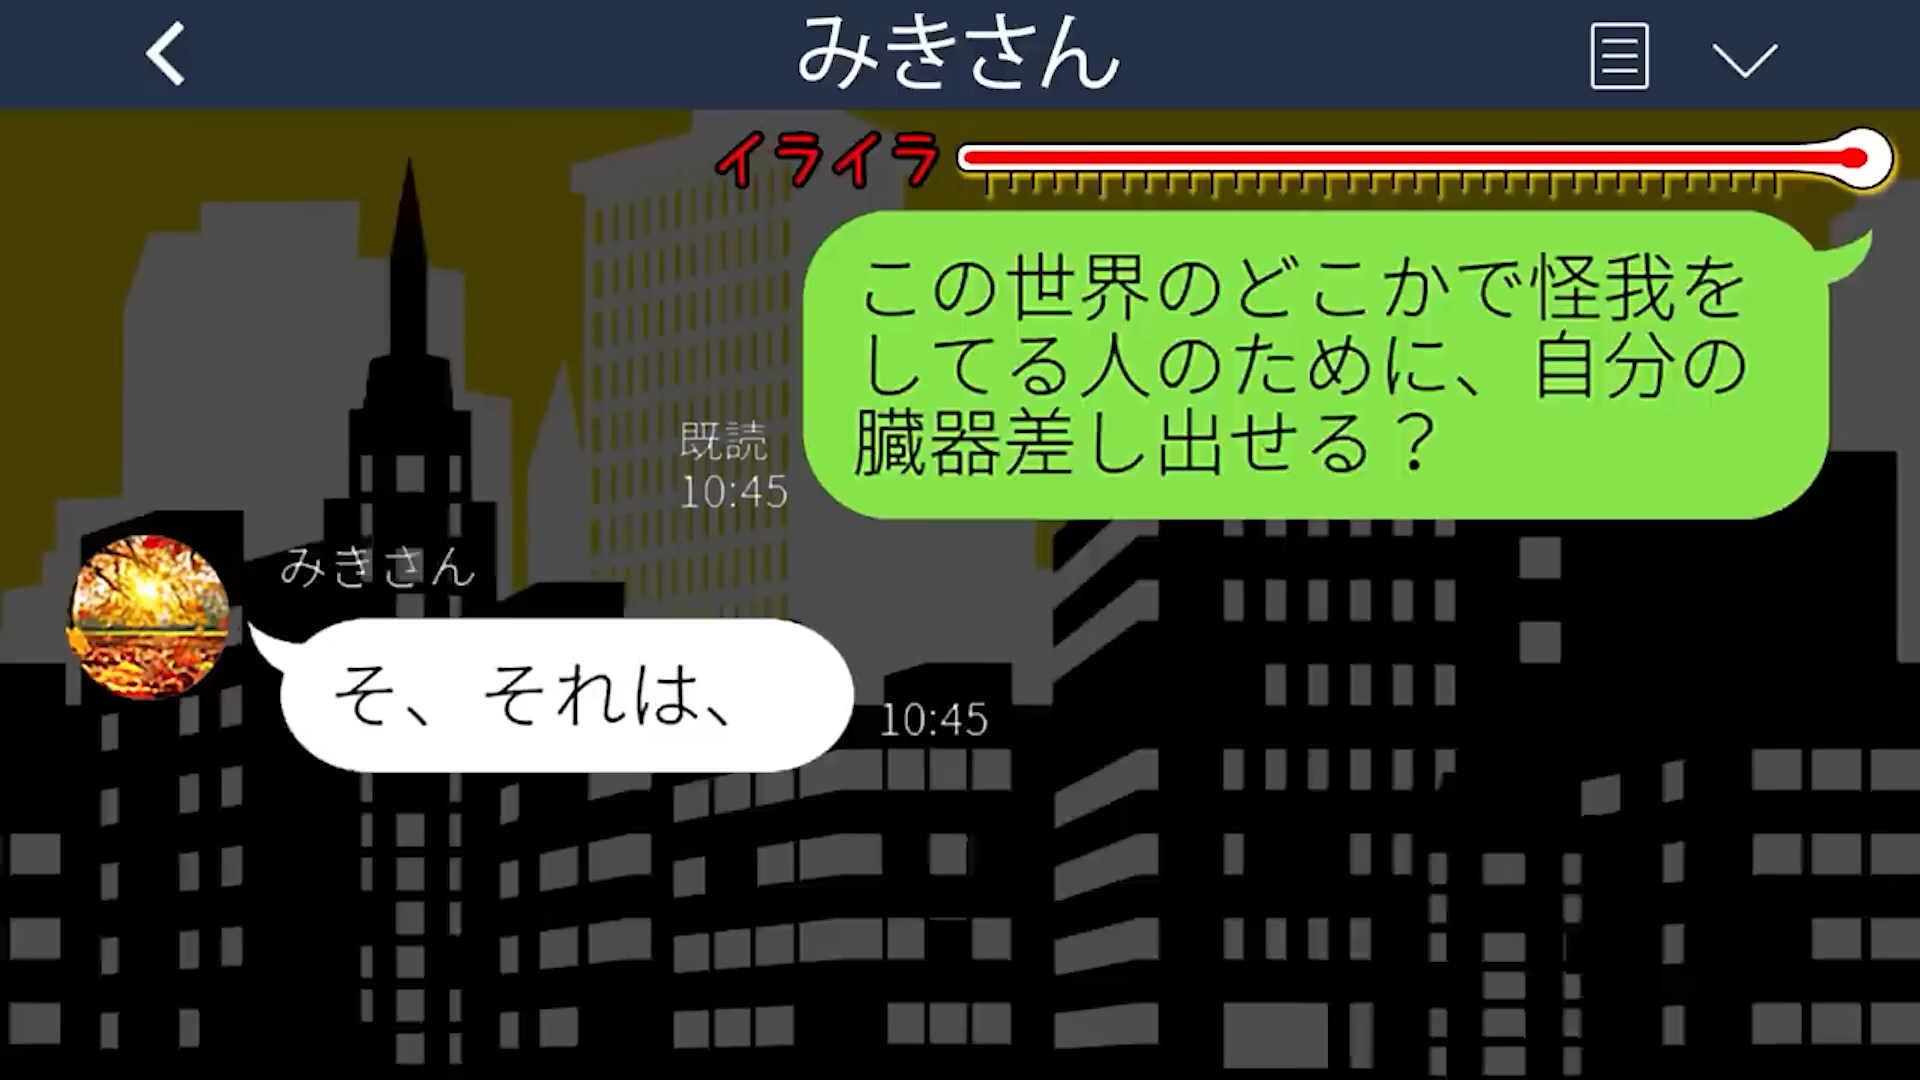 みきさん
イライラ
この世界のどこかで怪我を
してる人のために、自分の
臓器差し出せる？
既読
10:45
みきさん
そ、それは、
10:45